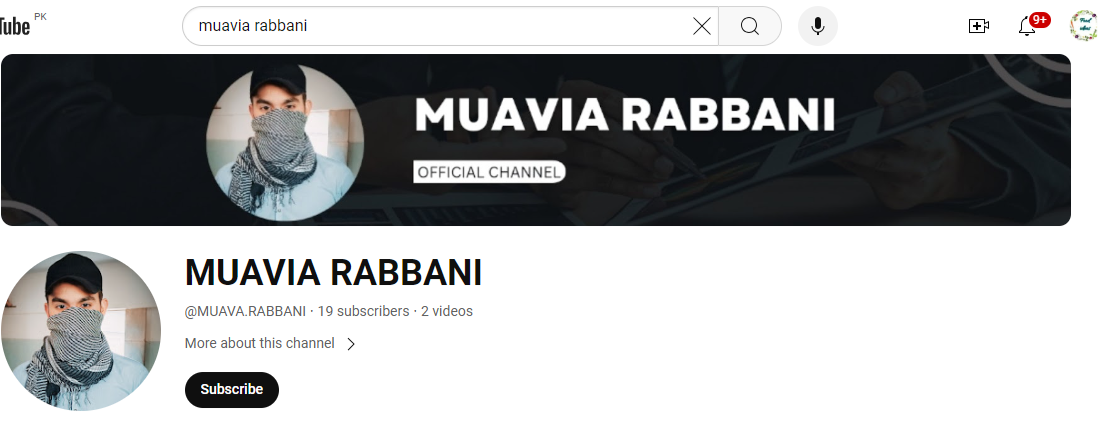 Tube PK
muavia rabbani
9+
MUAVIA RABBANI
OFFICIAL CHANNEL
MUAVIA RABBANI
@MUAVA.RABBANI · 19 subscribers · 2 videos
More about this channel
Subscribe